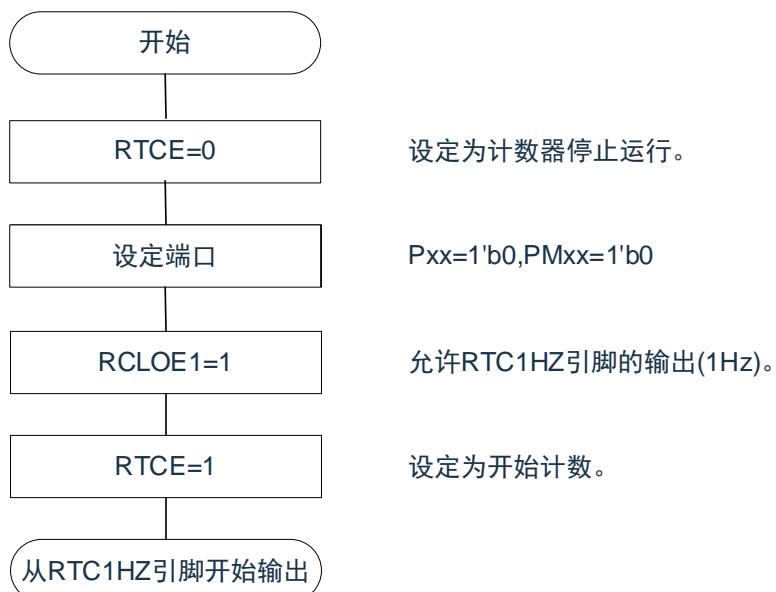 开始
RTCE=0
设定为计数器停止运行。
设定端口
Pxx=1'b0,PMxx=1'b0
RCLOE1=1
允许RTC1HZ引脚的输出(1Hz)。
RTCE=1
设定为开始计数。
从RTC1HZ引脚开始输出